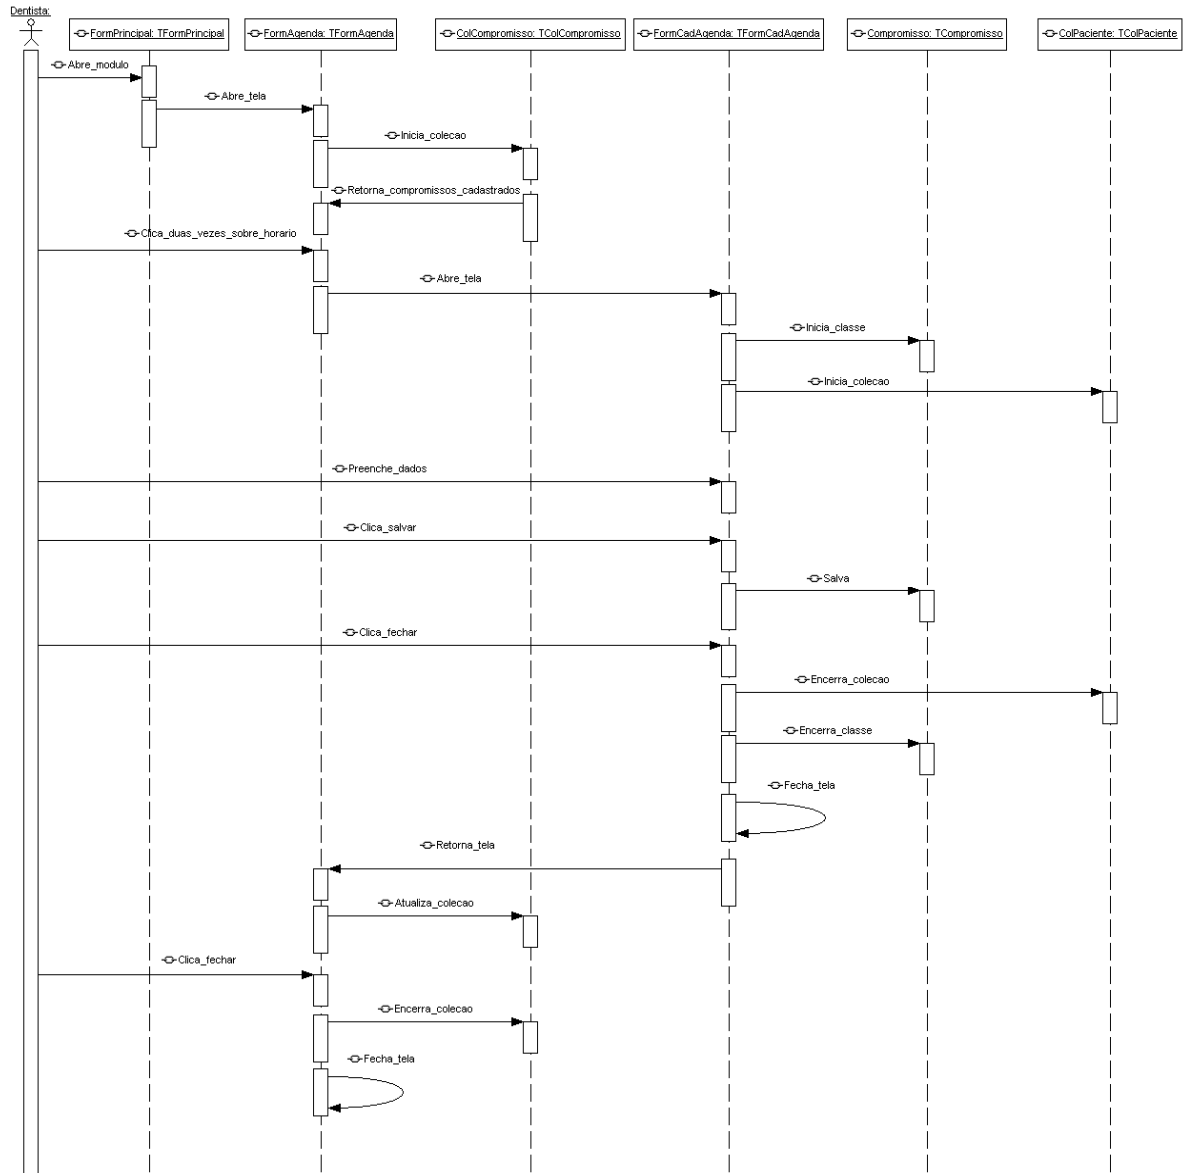 Dentista:
FormPrincipal: TFormPrincipal
FormAgenda: TFormAgenda
ColCompromisso: TColCompromisso
FormCadAgenda: TFormCadAgenda
Compromisso: TCompromisso
ColPaciente: TColPaciente
Abre_modulo
Abre_tela
Inicia_colecao
Retorna_compromissos_cadastrados
Clica_duas_vezes_sobre_horario
Abre_tela
Inicia_classe
Inicia_colecao
Preenche_dados
Clica_salvar
Salva
Clica_fechar
Encerra_colecao
Encerra_classe
Fecha_tela
Retorna_tela
Atualiza_colecao
Clica_fechar
Encerra_colecao
Fecha_tela